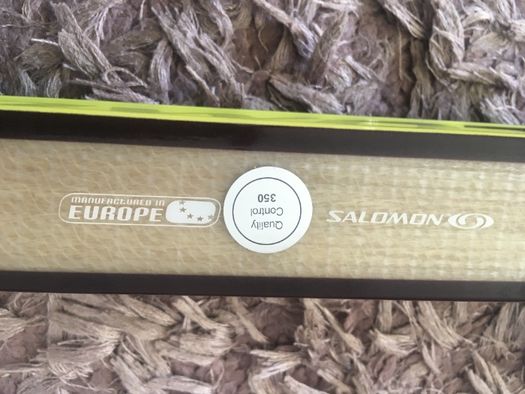 MANUFACTURED IN
EUROPE
Quality
Control
350
SALOMON